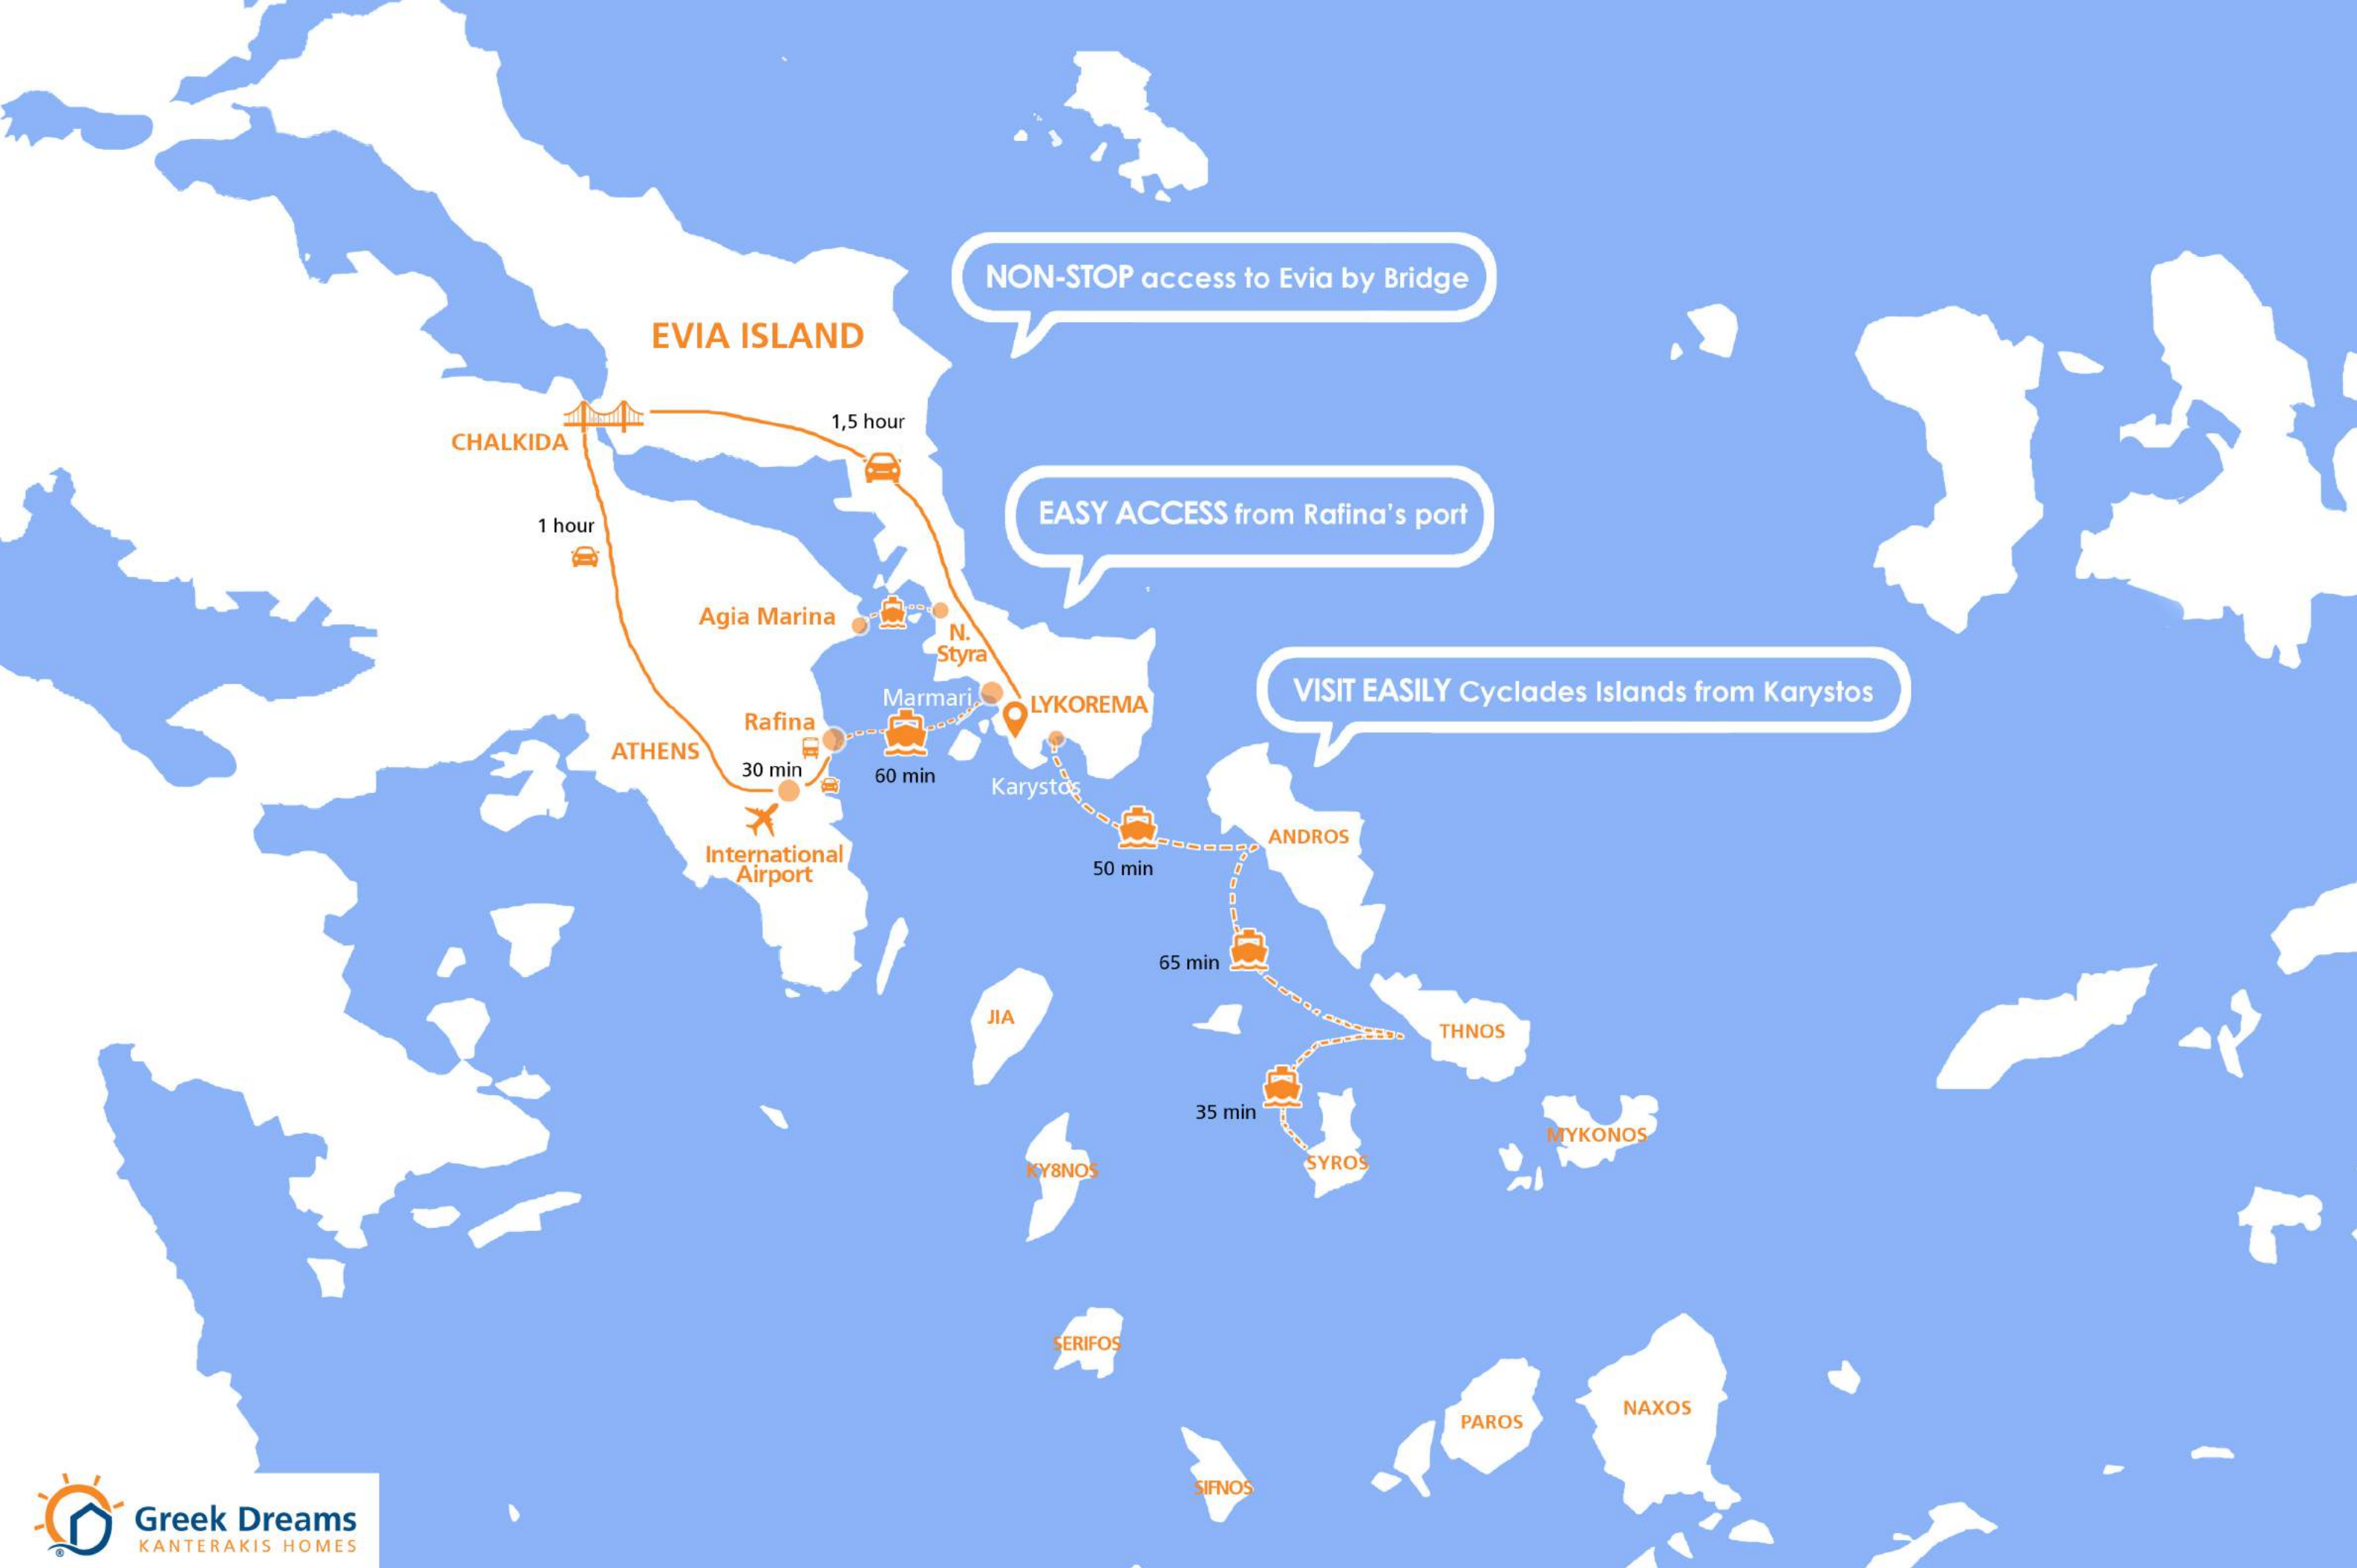 NON-STOP access to Evia by Bridge
EVIA ISLAND
1,5 hour
CHALKIDA
EASY ACCESS from Rafina's port
1 hour
Agia Marina
N.
Styra
VISIT EASILY Cyclades Islands from Karystos
Marmari
LYKOREMA
Rafina
ATHENS
30 min
60 min
Karystos
International
Airport
ANDROS
50 min
65 min
JIA
THNOS
35 min
MYKONOS
SYROS
KY8NOS
SERIFOS
NAXOS
PAROS
SIFNOS
Greek Dreams
KANTERAKIS HOMES
®